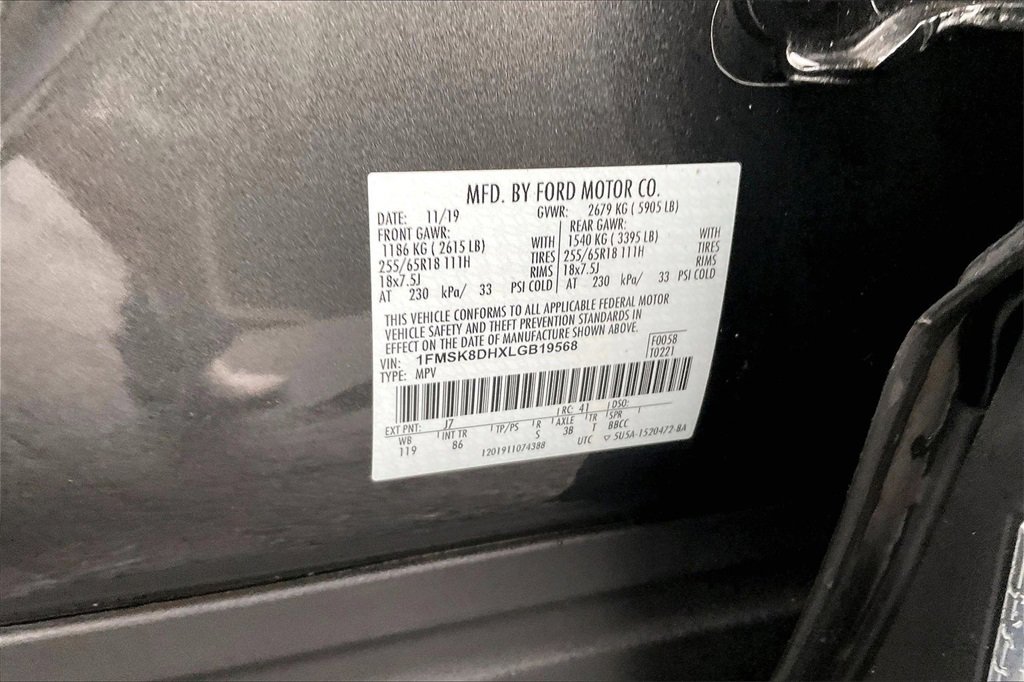 MFD. BY FORD MOTOR CO.
DATE: 11/19 GVWR: 2679 KG ( 5905 LB)
FRONT GAWR: REAR GAWR:
1186 KG ( 2615 LB) WITH 1540 KG ( 3395 LB) WITH
255/65R18 111H TIRES 255/65R18 111H TIRES
18x7.5J RIMS 18x7.5J RIMS
AT 230 kPa/ 33 PSI COLD AT 230 kPa/ 33 PSI COLD
THIS VEHICLE CONFORMS TO ALL APPLICABLE FEDERAL MOTOR
VEHICLE SAFETY AND THEFT PREVENTION STANDARDS IN
EFFECT ON THE DATE OF MANUFACTURE SHOWN ABOVE.
VIN: 1FMSK8DHXLGB19568 F0058
TYPE: MPV T0221
EXT PNT: J7 RC: 41 DSO:
WB INT TR TP/PS R AXLE TR SPR
119 86 S 3B T BBCC
1201911074388 UTC ▽ 5U5A-1520472-BA